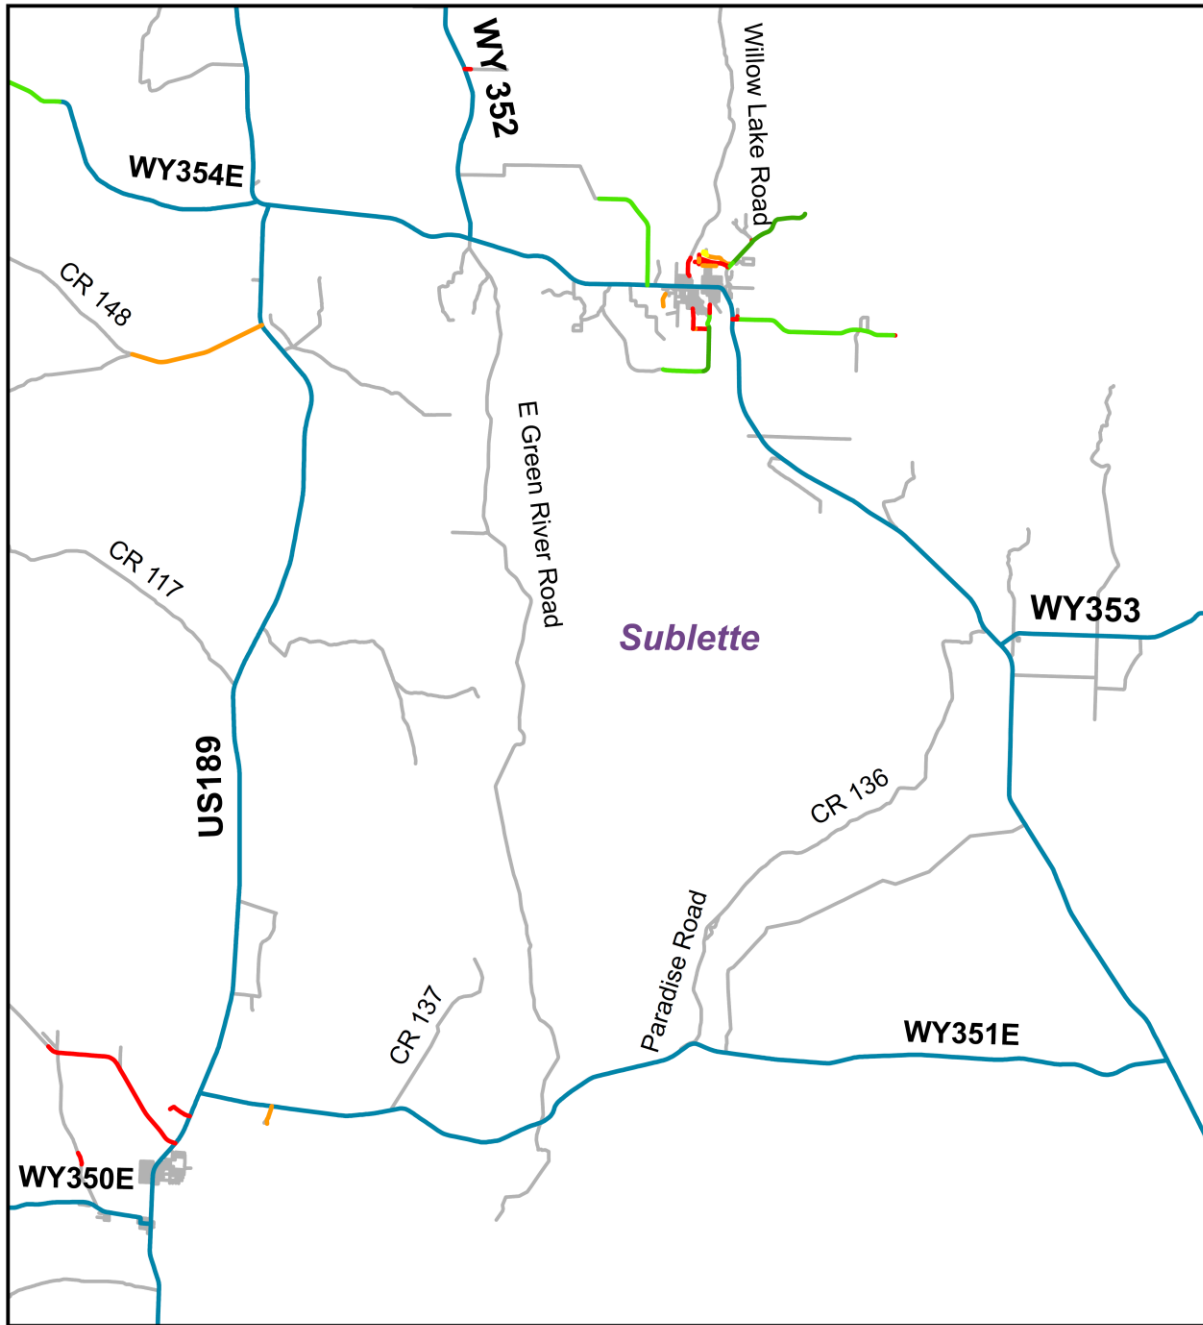 WY 352
Willow Lake Road
WY354E
CR 148
E Green River Road
CR 117
WY353
Sublette
US189
CR 136
Paradise Road
CR 137
WY351E
WY350E